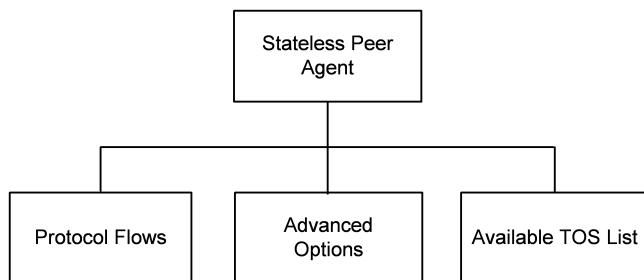 Stateless Peer
Agent
Protocol Flows
Advanced
Options
Available TOS List